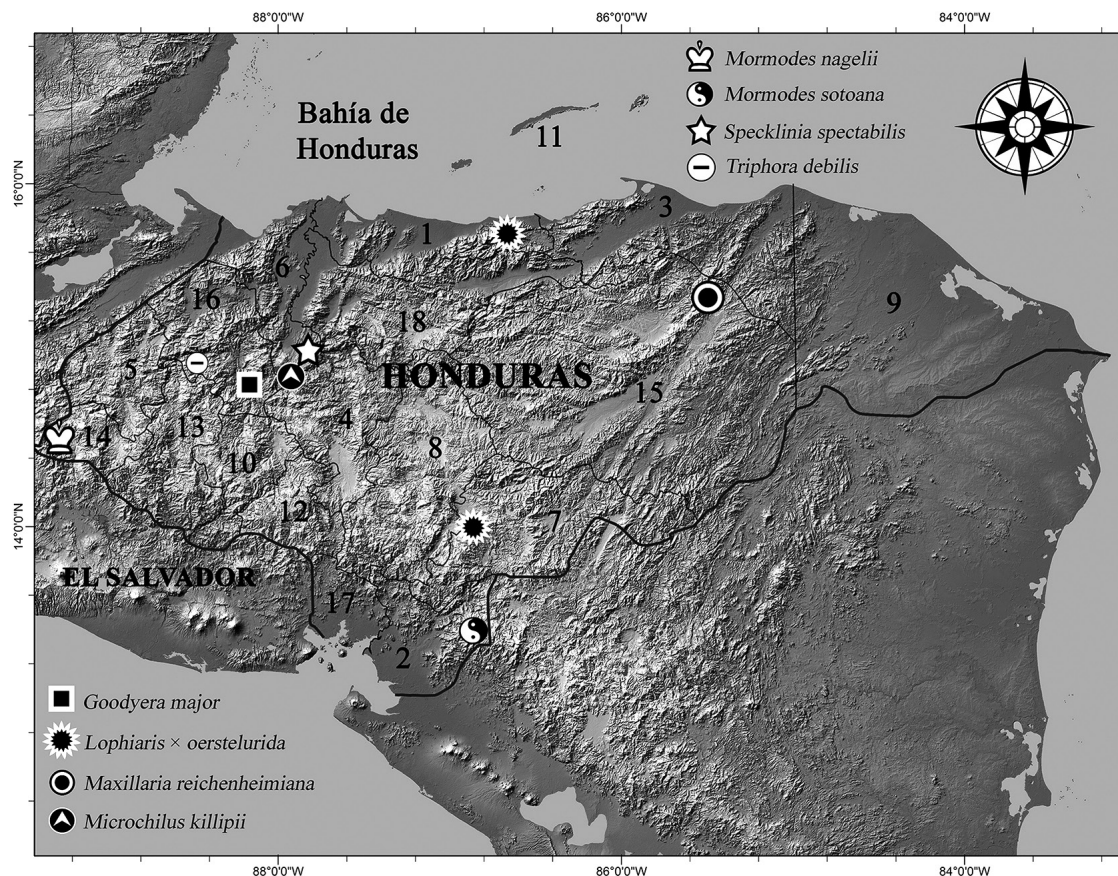 88°0'0"W
86°0'0"W
84°0'0"W
Mormodes nagelii
Mormodes sotoana
Specklinia spectabilis
Triphora debilis
Bahía de
Honduras
11
16°0'0"N
3
1
6
16
9
18
5
HONDURAS
15
14
13
4
8
10
12
7
14°0'0"N
EL SALVADOR
17
2
Goodyera major
Lophiaris × oerstelurida
Maxillaria reichenheimiana
Microchilus killipii
88°0'0"W
86°0'0"W
84°0'0"W